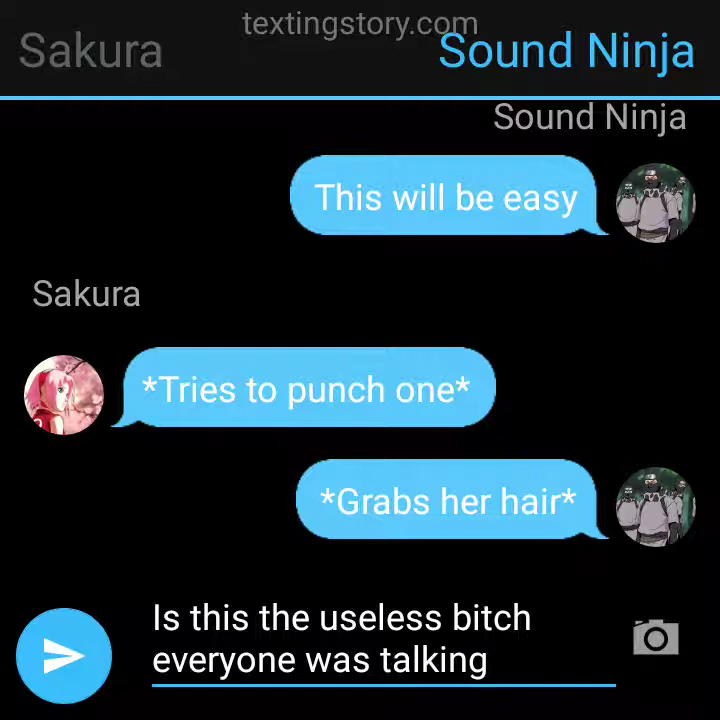 textingstory.com
Sakura
Sound Ninja
Sound Ninja
This will be easy
Sakura
*Tries to punch one*
*Grabs her hair*
Is this the useless bitch
everyone was talking